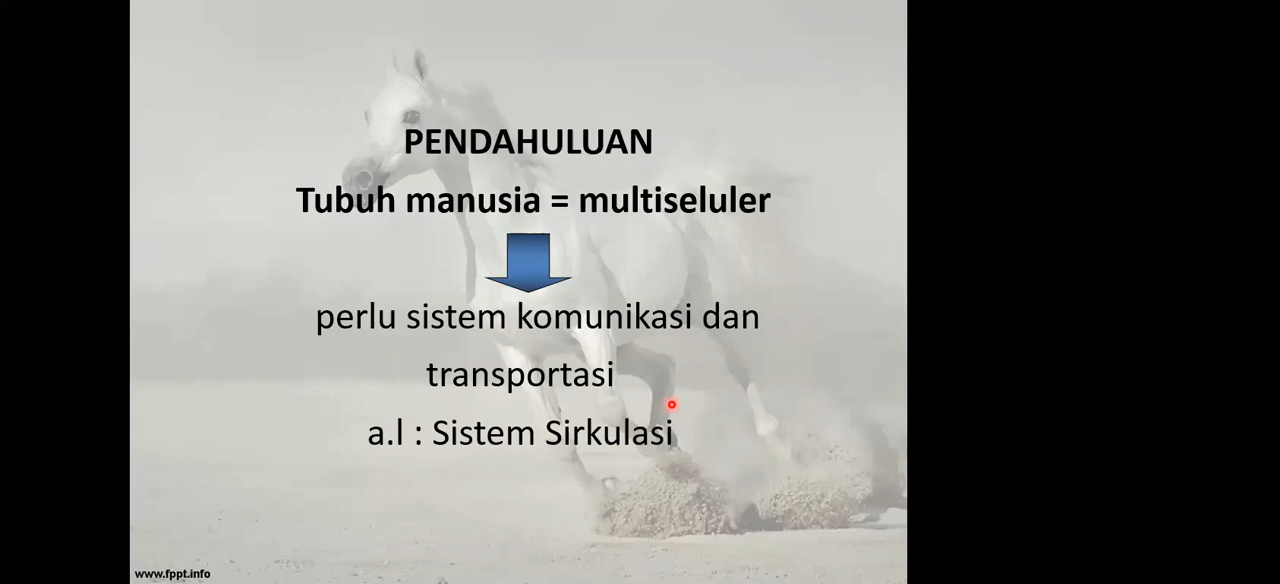 PENDAHULUAN
Tubuh manusia = multiseluler
perlu sistem komunikasi dan
transportasi
a.l : Sistem Sirkulasi
www.fppt.info